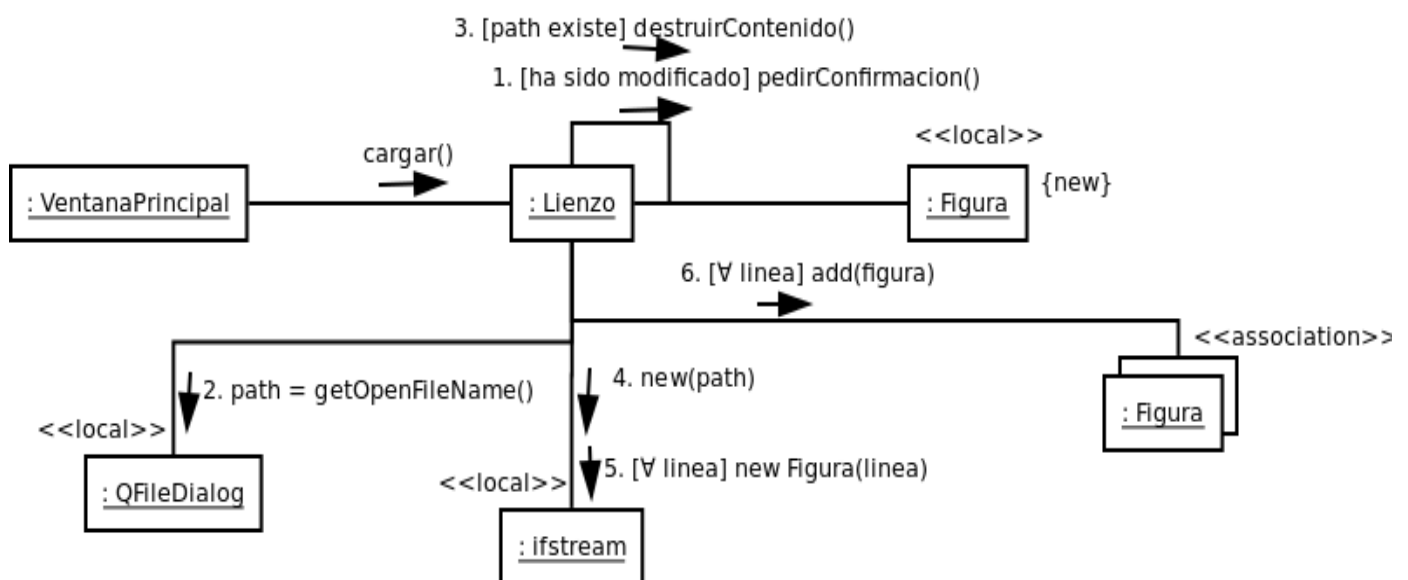 3. [path existe] destruirContenido()
1. [ha sido modificado] pedirConfirmacion()
<<local>>
cargar()
{new}
: VentanaPrincipal
: Lienzo
: Figura
6. [∀ linea] add(figura)
<<association>>
2. path = getOpenFileName()
4. new(path)
: Figura
<<local>>
5. [∀ linea] new Figura(linea)
<<local>>
: QFileDialog
: ifstream